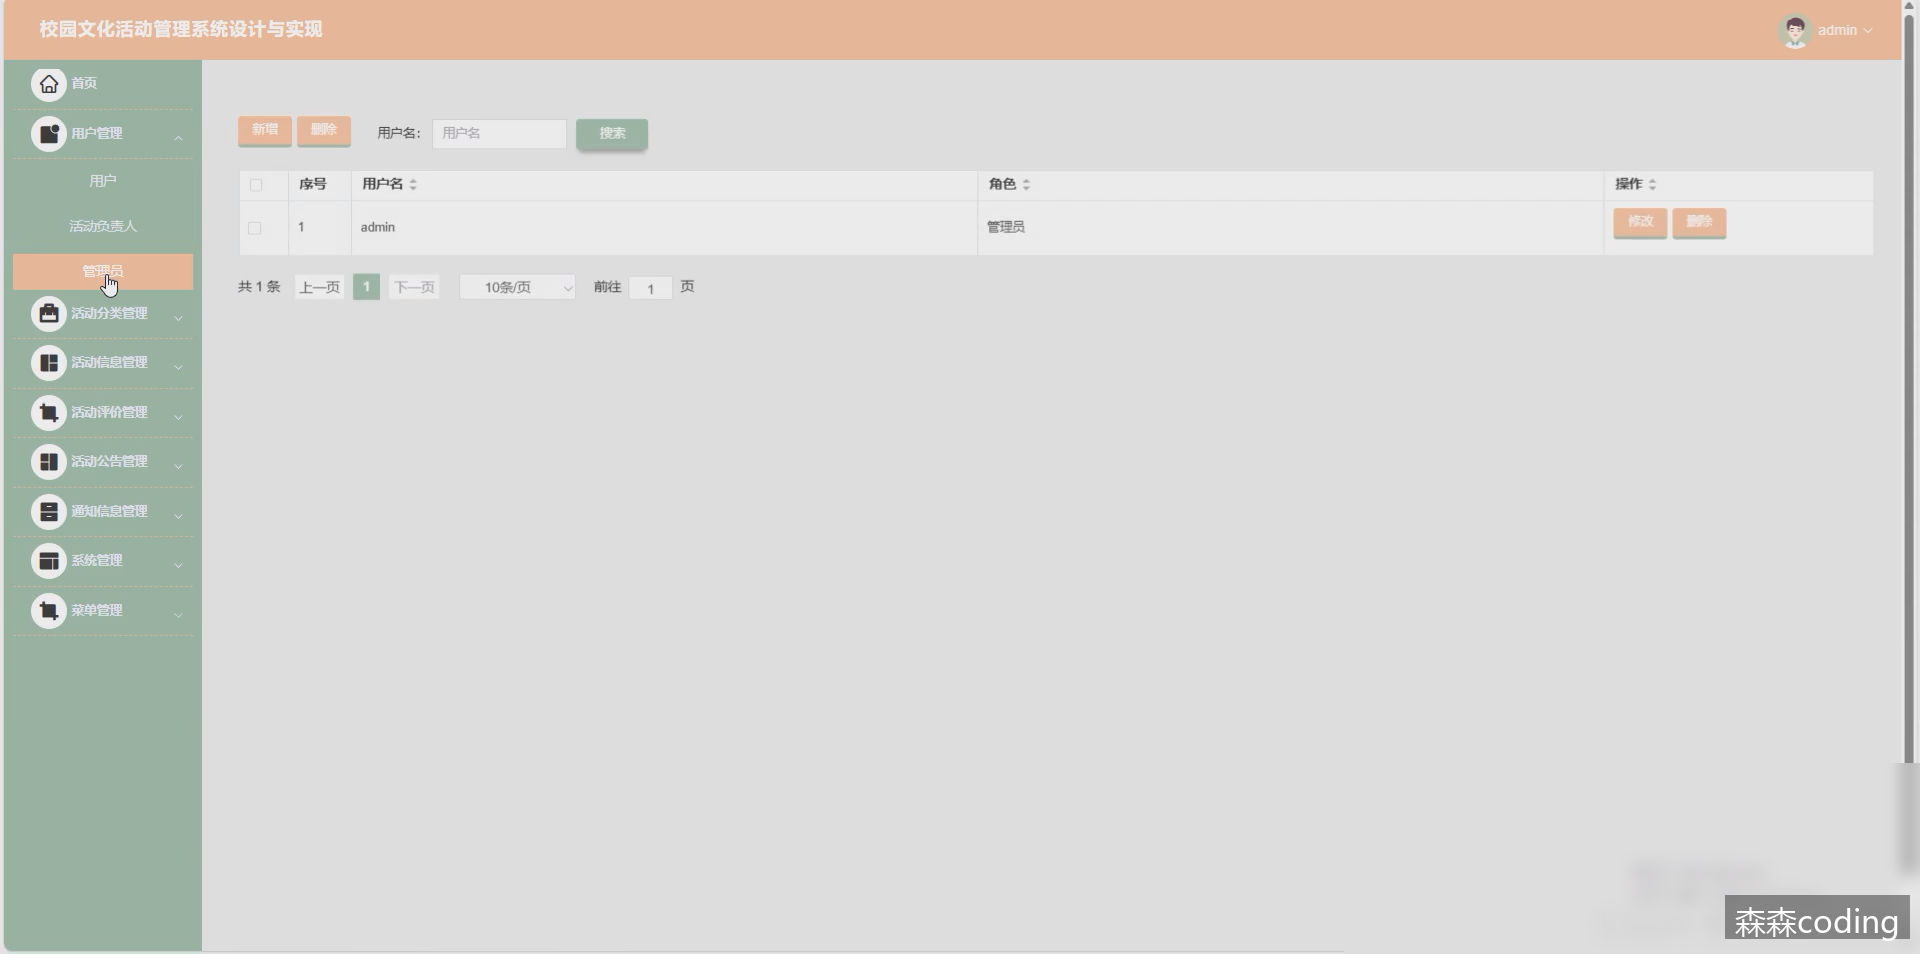 校园文化活动管理系统设计与实现
admin
首页
用户管理
用户
活动负责人
管理员
活动分类管理
活动信息管理
活动评价管理
活动公告管理
通知信息管理
系统管理
菜单管理
新增 删除 用户名： 用户名 搜索
序号 用户名 角色 操作
1 admin 管理员 修改 删除
共 1 条 上一页 1 下一页 10条/页 前往 1 页
森森coding